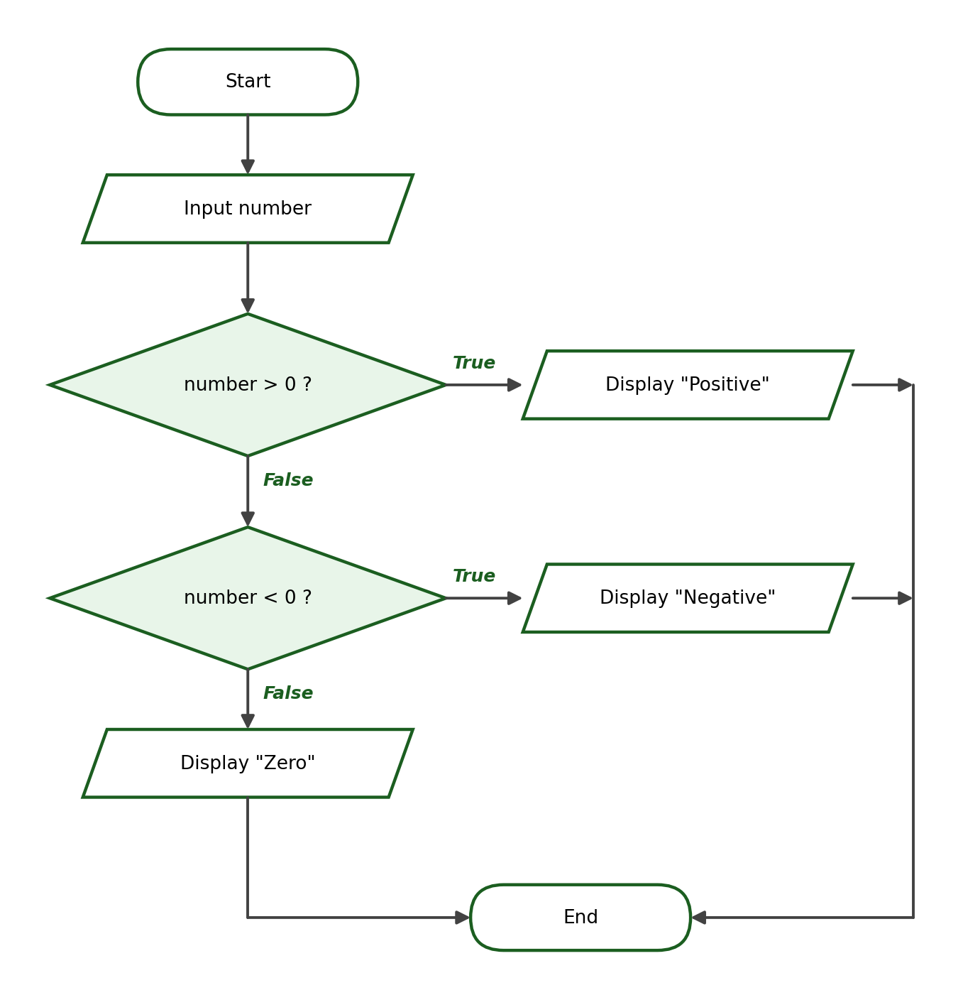 Start
Input number
number > 0 ?
True
Display "Positive"
False
number < 0 ?
True
Display "Negative"
False
Display "Zero"
End